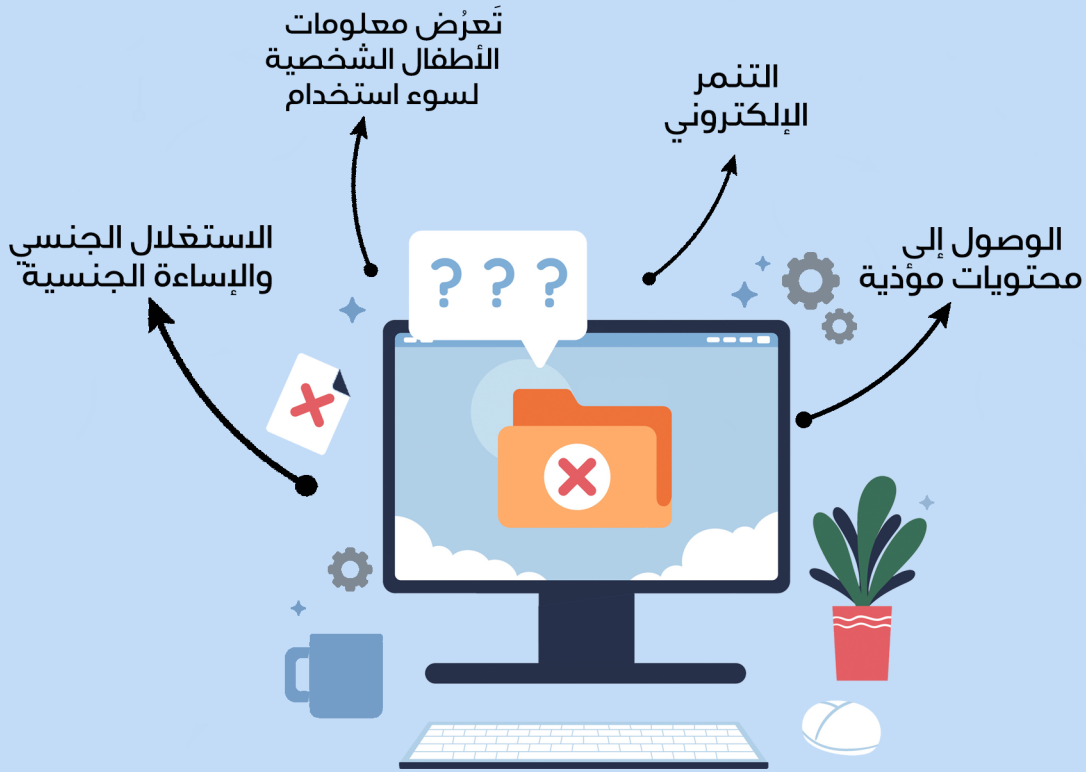 تَعرُض معلومات
الأطفال الشخصية
لسوء استخدام
التنمر
الإلكتروني
الوصول إلى
محتويات مؤذية
الاستغلال الجنسي
والإساءة الجنسية
? ? ?